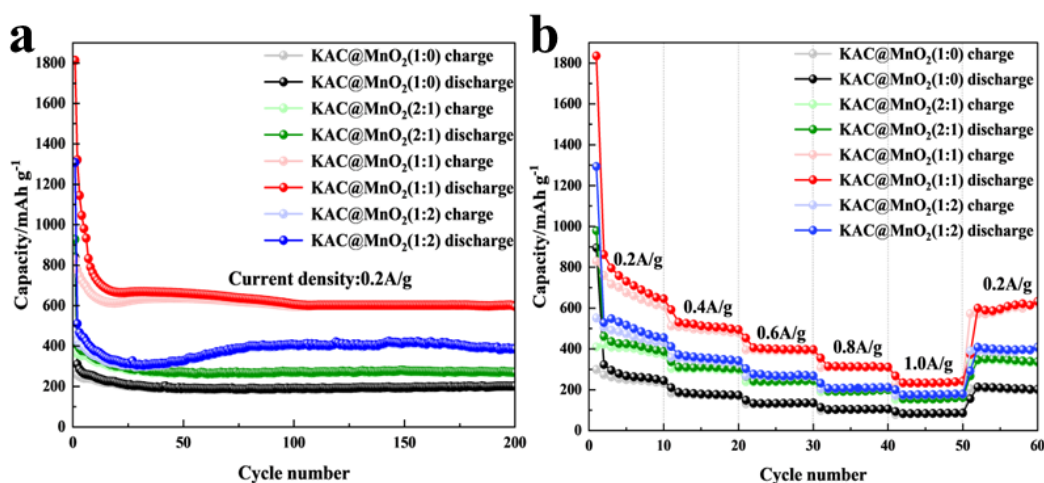 a
Capacity/mAh g⁻¹
1800
1600
1400
1200
1000
800
600
400
200
0
KAC@MnO₂(1:0) charge
KAC@MnO₂(1:0) discharge
KAC@MnO₂(2:1) charge
KAC@MnO₂(2:1) discharge
KAC@MnO₂(1:1) charge
KAC@MnO₂(1:1) discharge
KAC@MnO₂(1:2) charge
KAC@MnO₂(1:2) discharge
Current density:0.2A/g
0 50 100 150 200
Cycle number
b
Capacity/mAh g⁻¹
1800
1600
1400
1200
1000
800
600
400
200
0
KAC@MnO₂(1:0) charge
KAC@MnO₂(1:0) discharge
KAC@MnO₂(2:1) charge
KAC@MnO₂(2:1) discharge
KAC@MnO₂(1:1) charge
KAC@MnO₂(1:1) discharge
KAC@MnO₂(1:2) charge
KAC@MnO₂(1:2) discharge
0.2A/g
0.4A/g
0.6A/g
0.8A/g
1.0A/g
0.2A/g
0 10 20 30 40 50 60
Cycle number